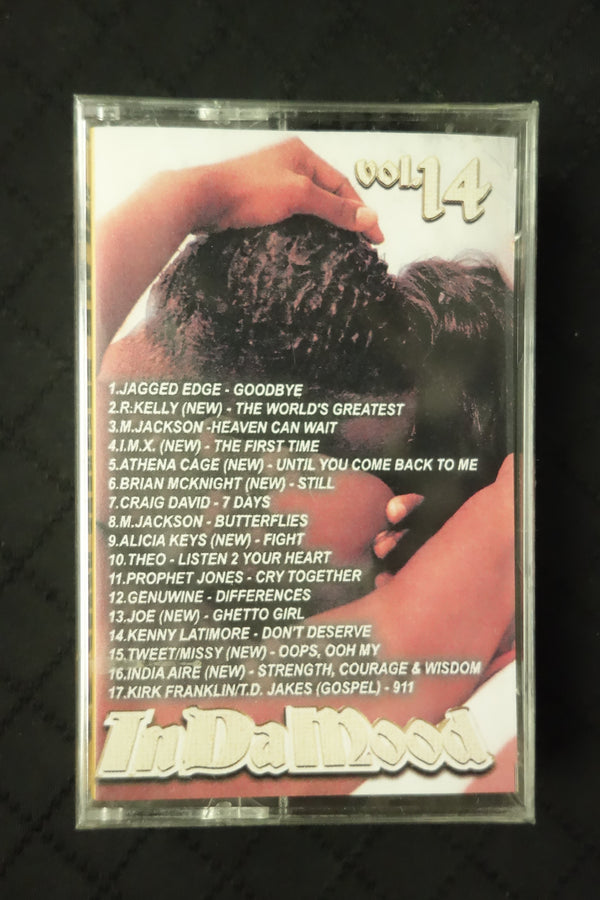 vol.14
1.JAGGED EDGE - GOODBYE
2.R.KELLY (NEW) - THE WORLD'S GREATEST
3.M.JACKSON -HEAVEN CAN WAIT
4.I.M.X. (NEW) - THE FIRST TIME
5.ATHENA CAGE (NEW) - UNTIL YOU COME BACK TO ME
6.BRIAN MCKNIGHT (NEW) - STILL
7.CRAIG DAVID - 7 DAYS
8.M.JACKSON - BUTTERFLIES
9.ALICIA KEYS (NEW) - FIGHT
10.THEO - LISTEN 2 YOUR HEART
11.PROPHET JONES - CRY TOGETHER
12.GENUWINE - DIFFERENCES
13.JOE (NEW) - GHETTO GIRL
14.KENNY LATIMORE - DON'T DESERVE
15.TWEET/MISSY (NEW) - OOPS, OOH MY
16.INDIA AIRE (NEW) - STRENGTH, COURAGE & WISDOM
17.KIRK FRANKLIN/T.D. JAKES (GOSPEL) - 911
InDaMood